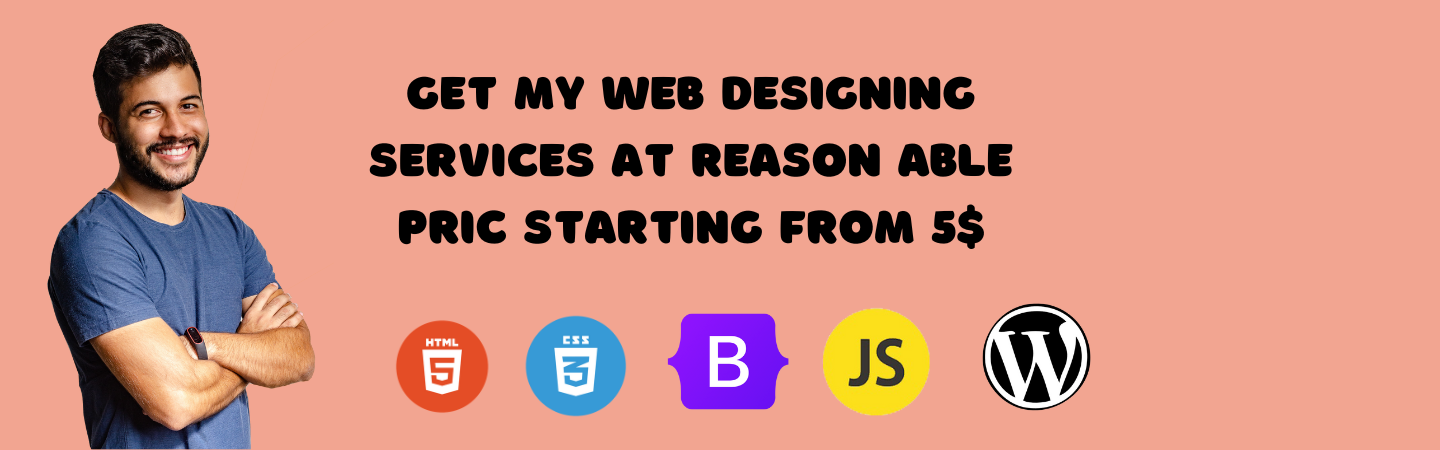 GET MY WEB DESIGNING
SERVICES AT REASON ABLE
PRIC STARTING FROM 5$
HTML
5
CSS
3
B
JS
W